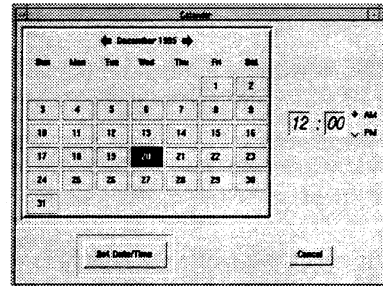 Calendar
December 1995
Sun Mon Tue Wed Thu Fri Sat
1 2
3 4 5 6 7 8 9
10 11 12 13 14 15 16
17 18 19 20 21 22 23
24 25 26 27 28 29 30
31
12 : 00 AM
PM
Set Date/Time Cancel